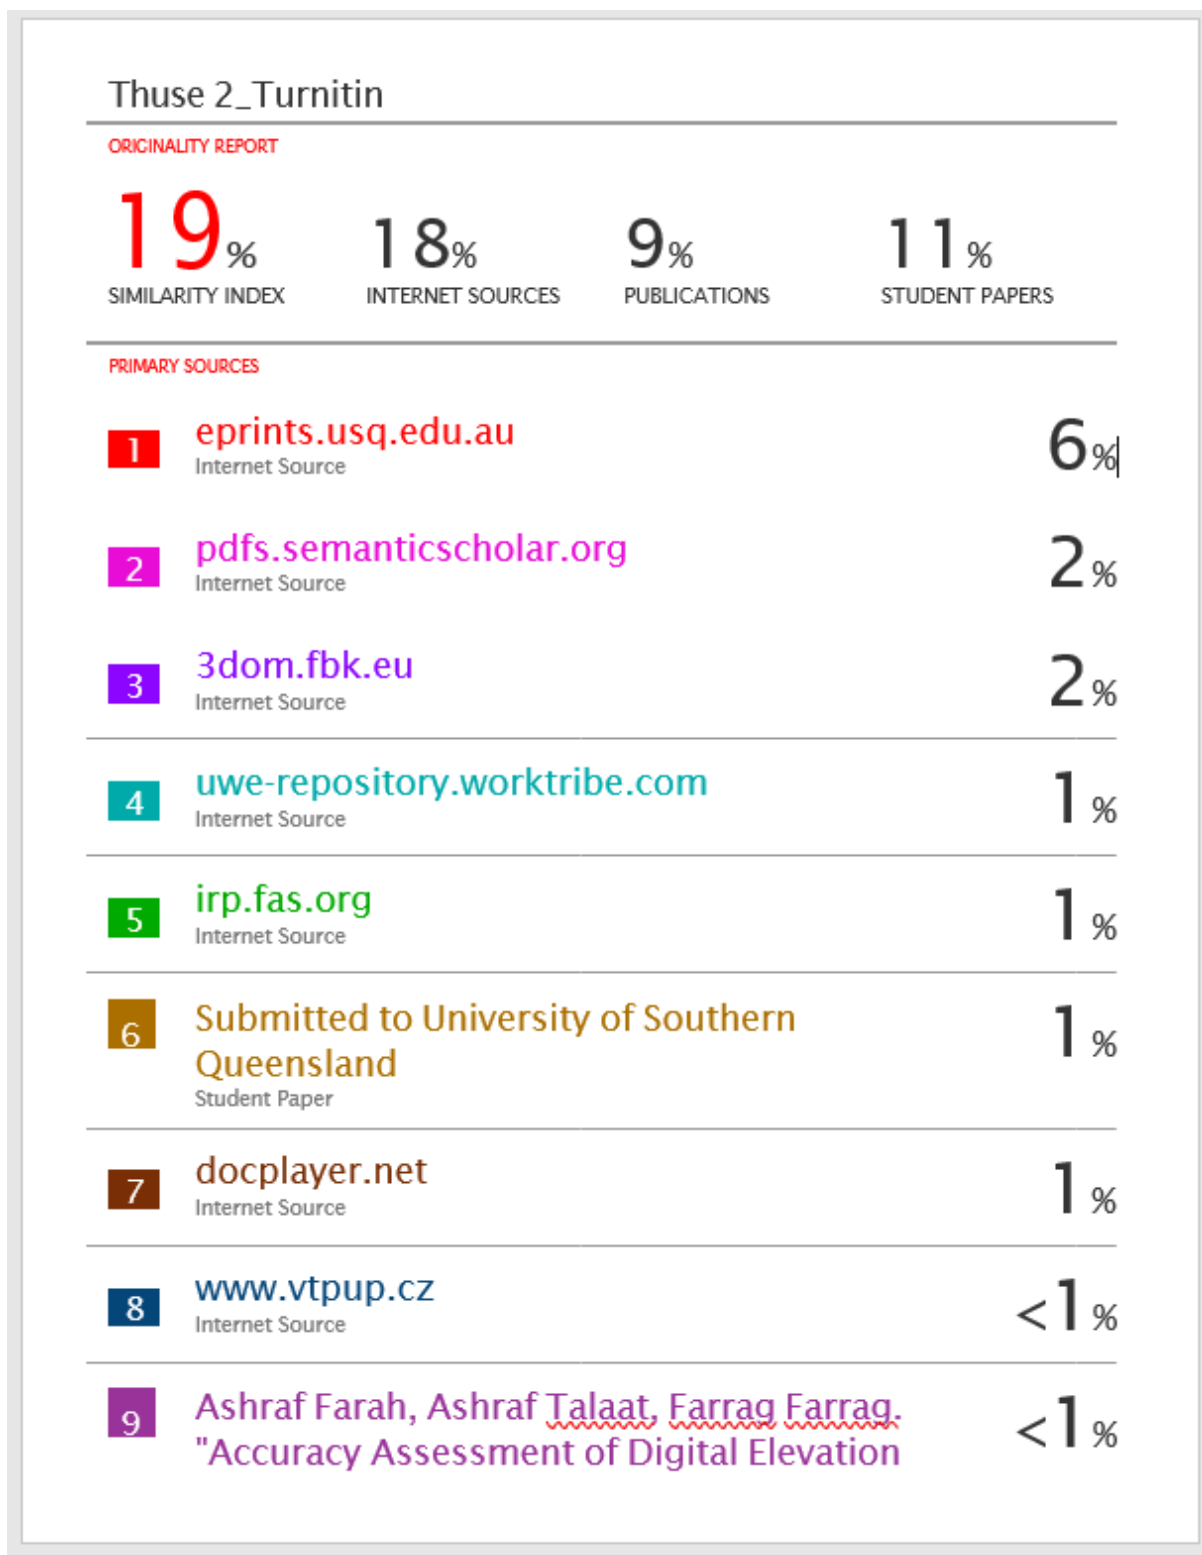 Thuse 2_Turnitin
ORIGINALITY REPORT
19% 18% 9% 11%
SIMILARITY INDEX INTERNET SOURCES PUBLICATIONS STUDENT PAPERS
PRIMARY SOURCES
1 eprints.usq.edu.au 6%
Internet Source
2 pdfs.semanticscholar.org 2%
Internet Source
3 3dom.fbk.eu 2%
Internet Source
4 uwe-repository.worktribe.com 1%
Internet Source
5 irp.fas.org 1%
Internet Source
6 Submitted to University of Southern 1%
Queensland
Student Paper
7 docplayer.net 1%
Internet Source
8 www.vtpup.cz <1%
Internet Source
9 Ashraf Farah, Ashraf Talaat, Farrag Farrag. <1%
"Accuracy Assessment of Digital Elevation